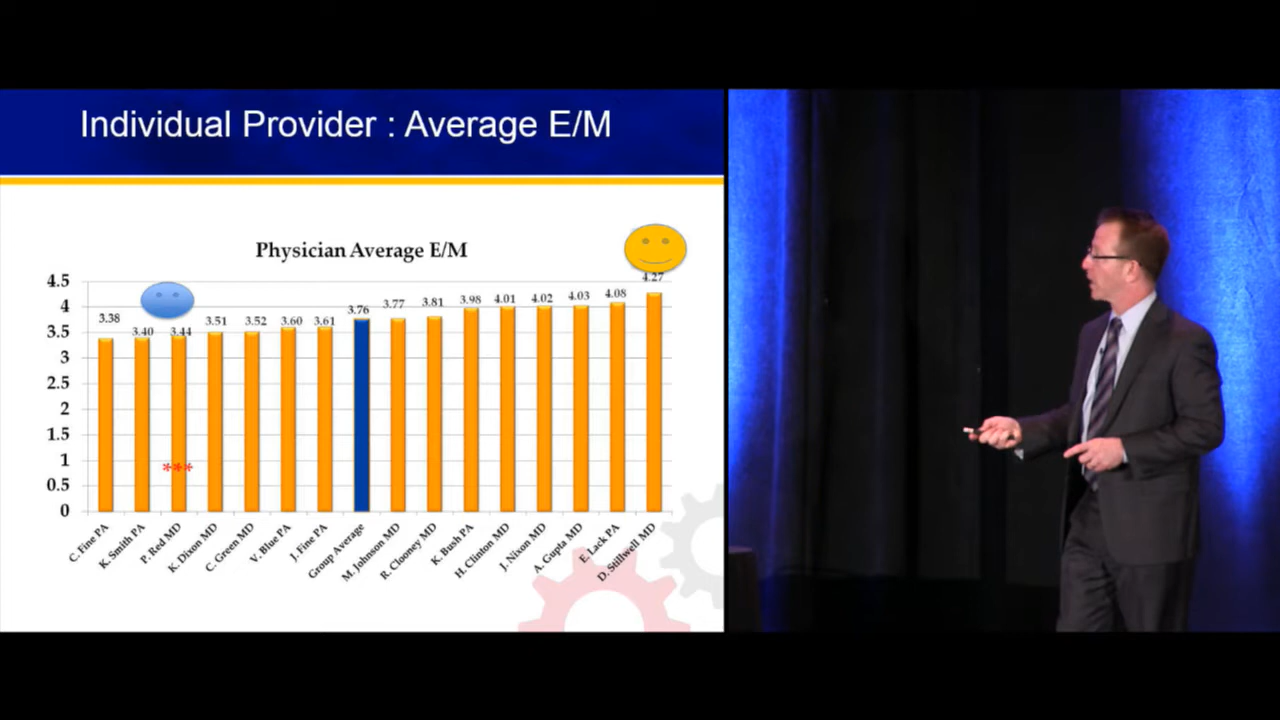 Individual Provider : Average E/M
Physician Average E/M
4.5
4
3.5
3
2.5
2
1.5
1
0.5
0
3.38
3.40
3.44
3.51
3.52
3.60
3.61
3.76
3.77
3.81
3.98
4.01
4.02
4.03
4.08
4.27
***
C. Fine PA
K. Smith PA
P. Red MD
K. Dixon MD
C. Green MD
V. Blue PA
J. Fine PA
Group Average
M. Johnson MD
R. Clooney MD
K. Bush PA
H. Clinton MD
J. Nixon MD
A. Gupta MD
E. Lack PA
D. Stillwell MD